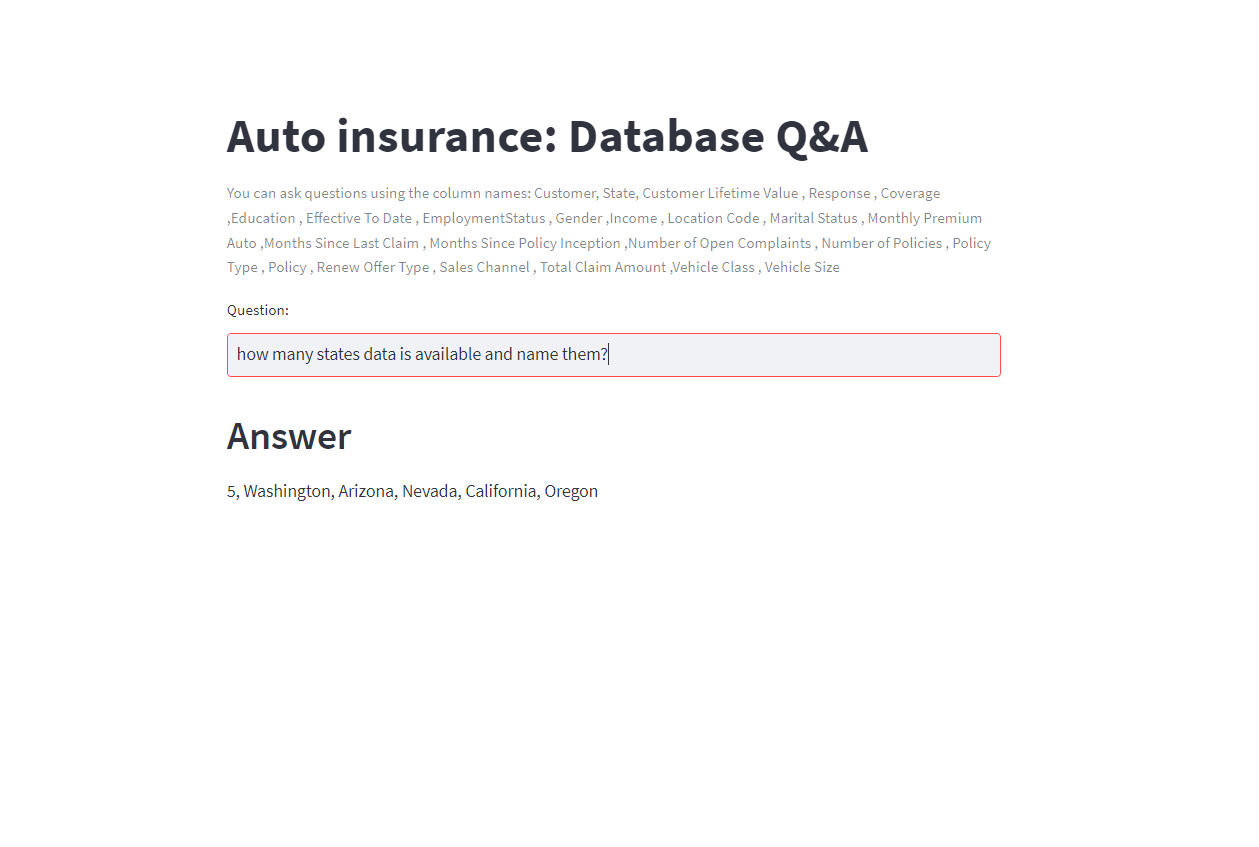 Auto insurance: Database Q&A
You can ask questions using the column names: Customer, State, Customer Lifetime Value , Response , Coverage
,Education , Effective To Date , EmploymentStatus , Gender ,Income , Location Code , Marital Status , Monthly Premium
Auto ,Months Since Last Claim , Months Since Policy Inception ,Number of Open Complaints , Number of Policies , Policy
Type , Policy , Renew Offer Type , Sales Channel , Total Claim Amount ,Vehicle Class , Vehicle Size
Question:
how many states data is available and name them?
Answer
5, Washington, Arizona, Nevada, California, Oregon